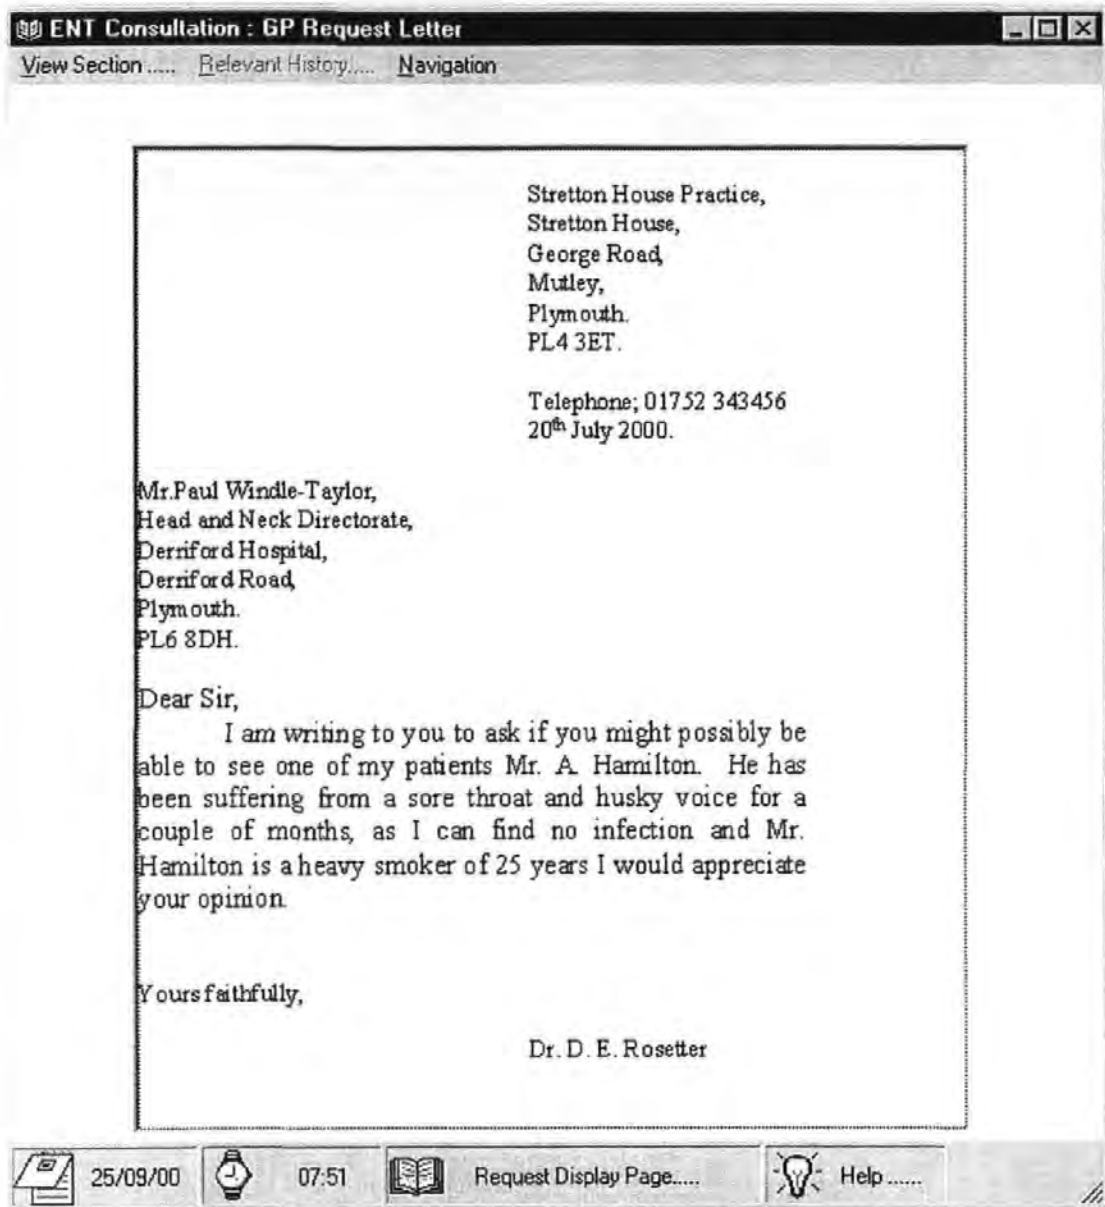 ENT Consultation : GP Request Letter
View Section ..... Relevant History..... Navigation
Stretton House Practice,
Stretton House,
George Road,
Mutley,
Plymouth.
PL4 3ET.
Telephone; 01752 343456
20th July 2000.
Mr.Paul Windle-Taylor,
Head and Neck Directorate,
Derriford Hospital,
Derriford Road,
Plymouth.
PL6 8DH.
Dear Sir,
I am writing to you to ask if you might possibly be
able to see one of my patients Mr. A. Hamilton. He has
been suffering from a sore throat and husky voice for a
couple of months, as I can find no infection and Mr.
Hamilton is a heavy smoker of 25 years I would appreciate
your opinion.
Yours faithfully,
Dr. D. E. Rosetter
25/09/00 07:51 Request Display Page..... Help ......